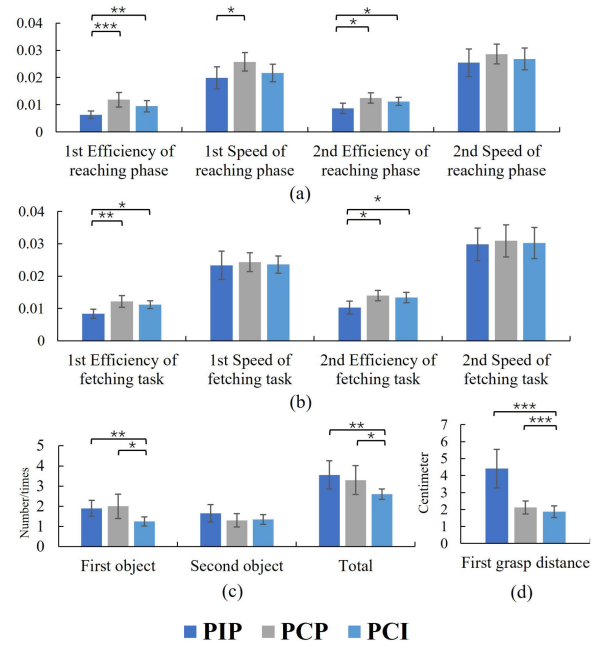 ** * *
*** *
0.04
0.03
0.02
0.01
0
1st Efficiency of 1st Speed of 2nd Efficiency of 2nd Speed of
reaching phase reaching phase reaching phase reaching phase
(a)
* *
** *
0.04
0.03
0.02
0.01
0
1st Efficiency of 1st Speed of 2nd Efficiency of 2nd Speed of
fetching task fetching task fetching task fetching task
(b)
Number/times
5
4
3
2
1
0
** **
* *
First object Second object Total
(c)
Centimeter
7
6
5
4
3
2
1
0
***
***
First grasp distance
(d)
PIP PCP PCI